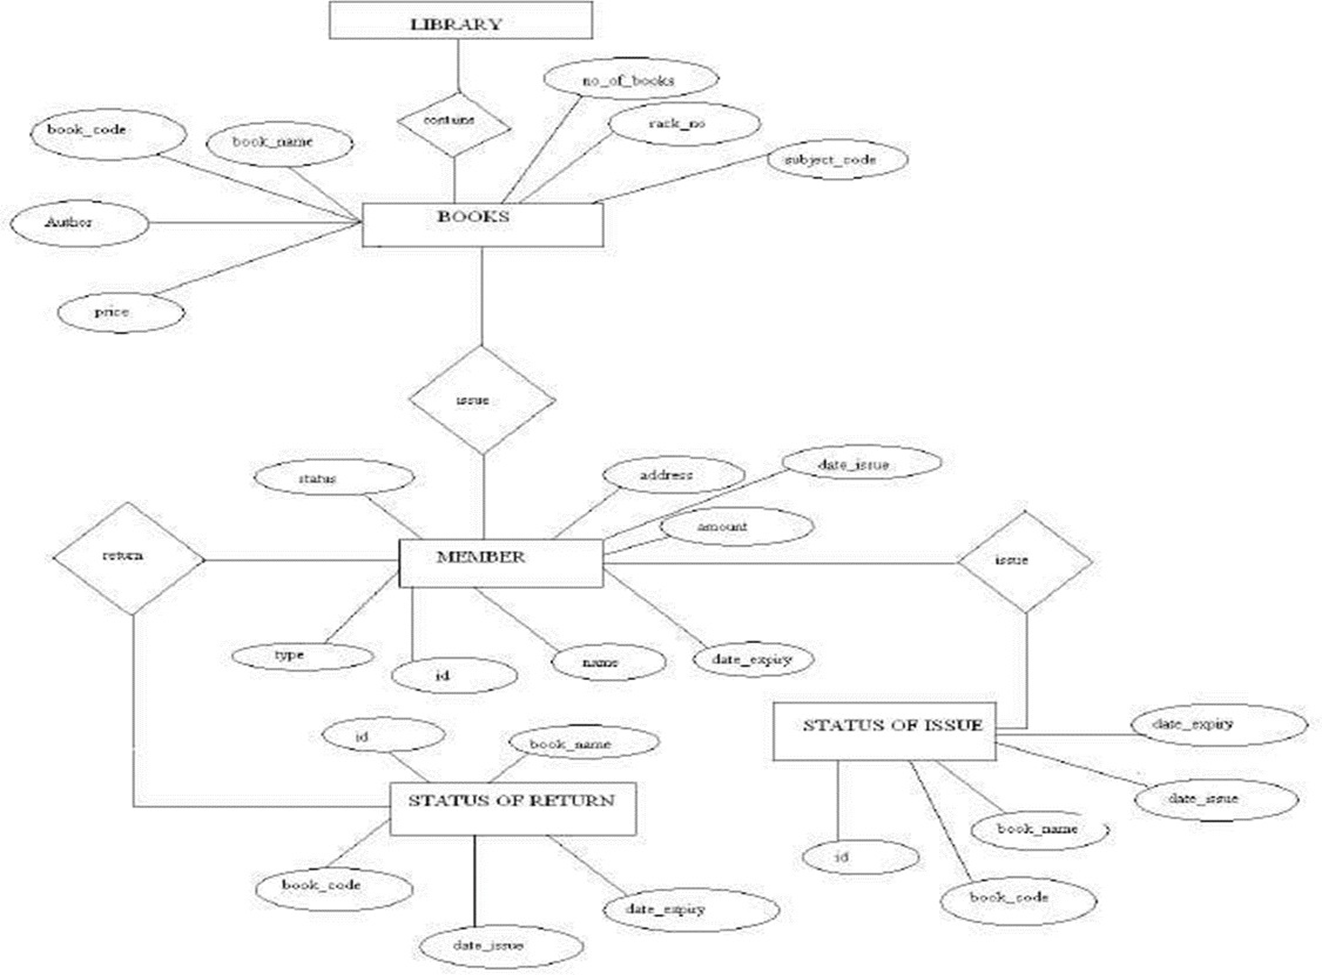 LIBRARY
no_of_books
contains
rack_no
book_code
book_name
subject_code
BOOKS
Author
price
issue
status
address
date_issue
amount
return
MEMBER
issue
type
id
name
date_expiry
id
book_name
STATUS OF ISSUE
date_expiry
STATUS OF RETURN
date_issue
book_name
id
book_code
book_code
date_expiry
date_issue